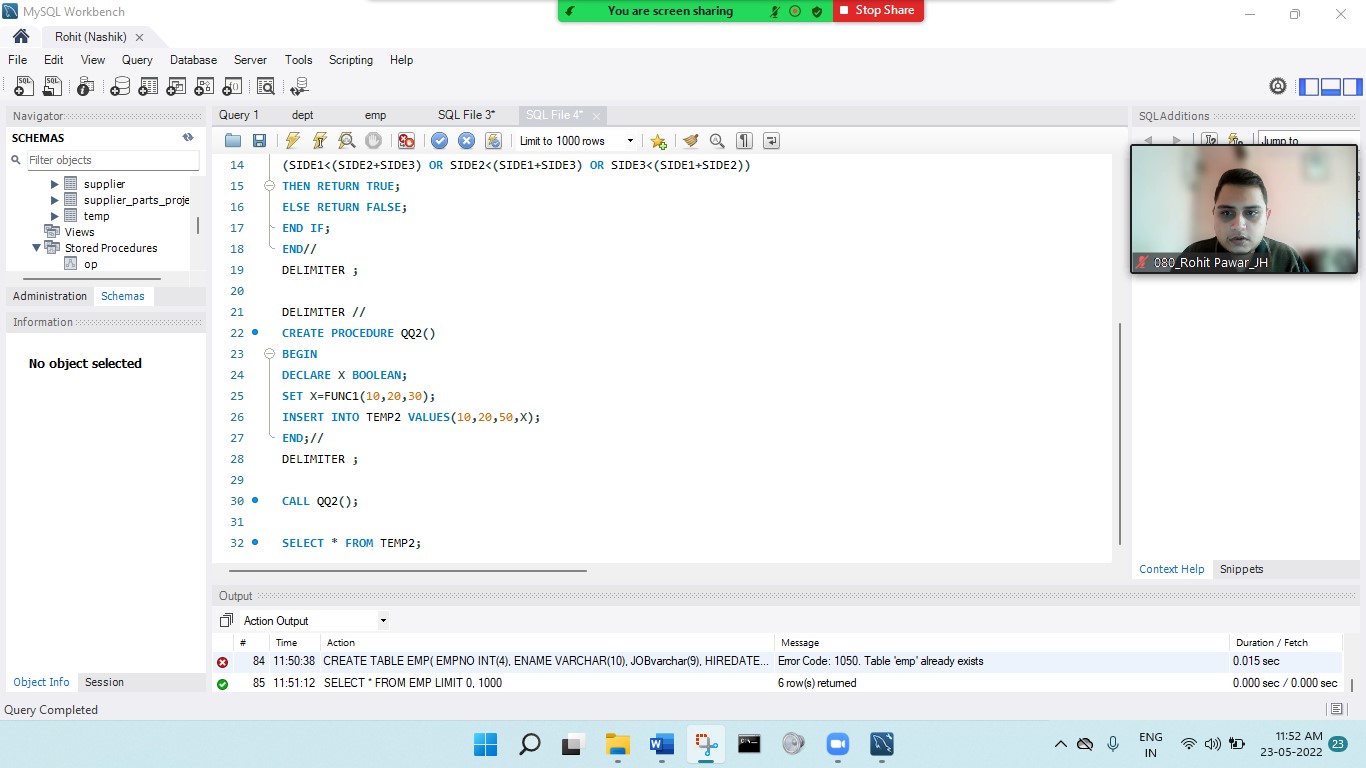 MySQL Workbench
You are screen sharing
Stop Share
Rohit (Nashik)
File Edit View Query Database Server Tools Scripting Help
Navigator
SCHEMAS
Filter objects
supplier
supplier_parts_proje
temp
Views
Stored Procedures
op
Administration Schemas
Information
No object selected
Object Info Session
Query 1 dept emp SQL File 3* SQL File 4*
Limit to 1000 rows
14 (SIDE1<(SIDE2+SIDE3) OR SIDE2<(SIDE1+SIDE3) OR SIDE3<(SIDE1+SIDE2))
15 THEN RETURN TRUE;
16 ELSE RETURN FALSE;
17 END IF;
18 END//
19 DELIMITER ;
20
21 DELIMITER //
22 CREATE PROCEDURE QQ2()
23 BEGIN
24 DECLARE X BOOLEAN;
25 SET X=FUNC1(10,20,30);
26 INSERT INTO TEMP2 VALUES(10,20,50,X);
27 END;//
28 DELIMITER ;
29
30 CALL QQ2();
31
32 SELECT * FROM TEMP2;
SQLAdditions
Jump to
080_Rohit Pawar_JH
Context Help Snippets
Output
Action Output
# Time Action Message Duration / Fetch
84 11:50:38 CREATE TABLE EMP( EMPNO INT(4), ENAME VARCHAR(10), JOBvarchar(9), HIREDATE... Error Code: 1050. Table 'emp' already exists 0.015 sec
85 11:51:12 SELECT * FROM EMP LIMIT 0, 1000 6 row(s) returned 0.000 sec / 0.000 sec
Query Completed
ENG
IN
11:52 AM
23-05-2022
23